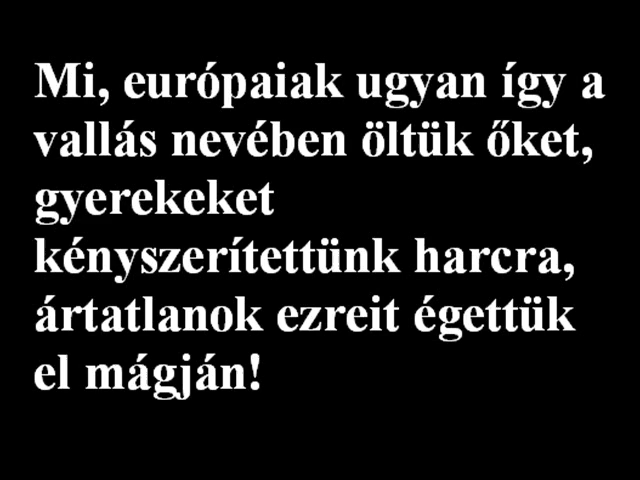 Mi, európaiak ugyan így a
vallás nevében öltük őket,
gyerekeket
kényszerítettünk harcra,
ártatlanok ezreit égettük
el mágján!